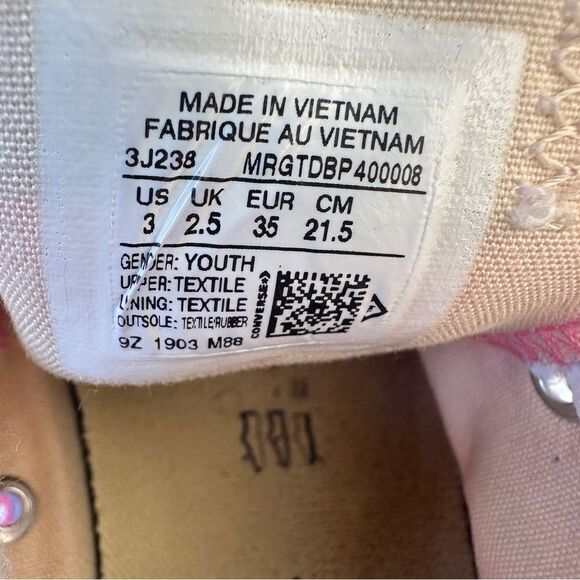 MADE IN VIETNAM
FABRIQUE AU VIETNAM
3J238 MRGTDBP400008
US UK EUR CM
3 2.5 35 21.5
GENDER: YOUTH
UPPER: TEXTILE
LINING: TEXTILE
OUTSOLE: TEXTILE/RUBBER
9Z 1903 M88
CONVERSE